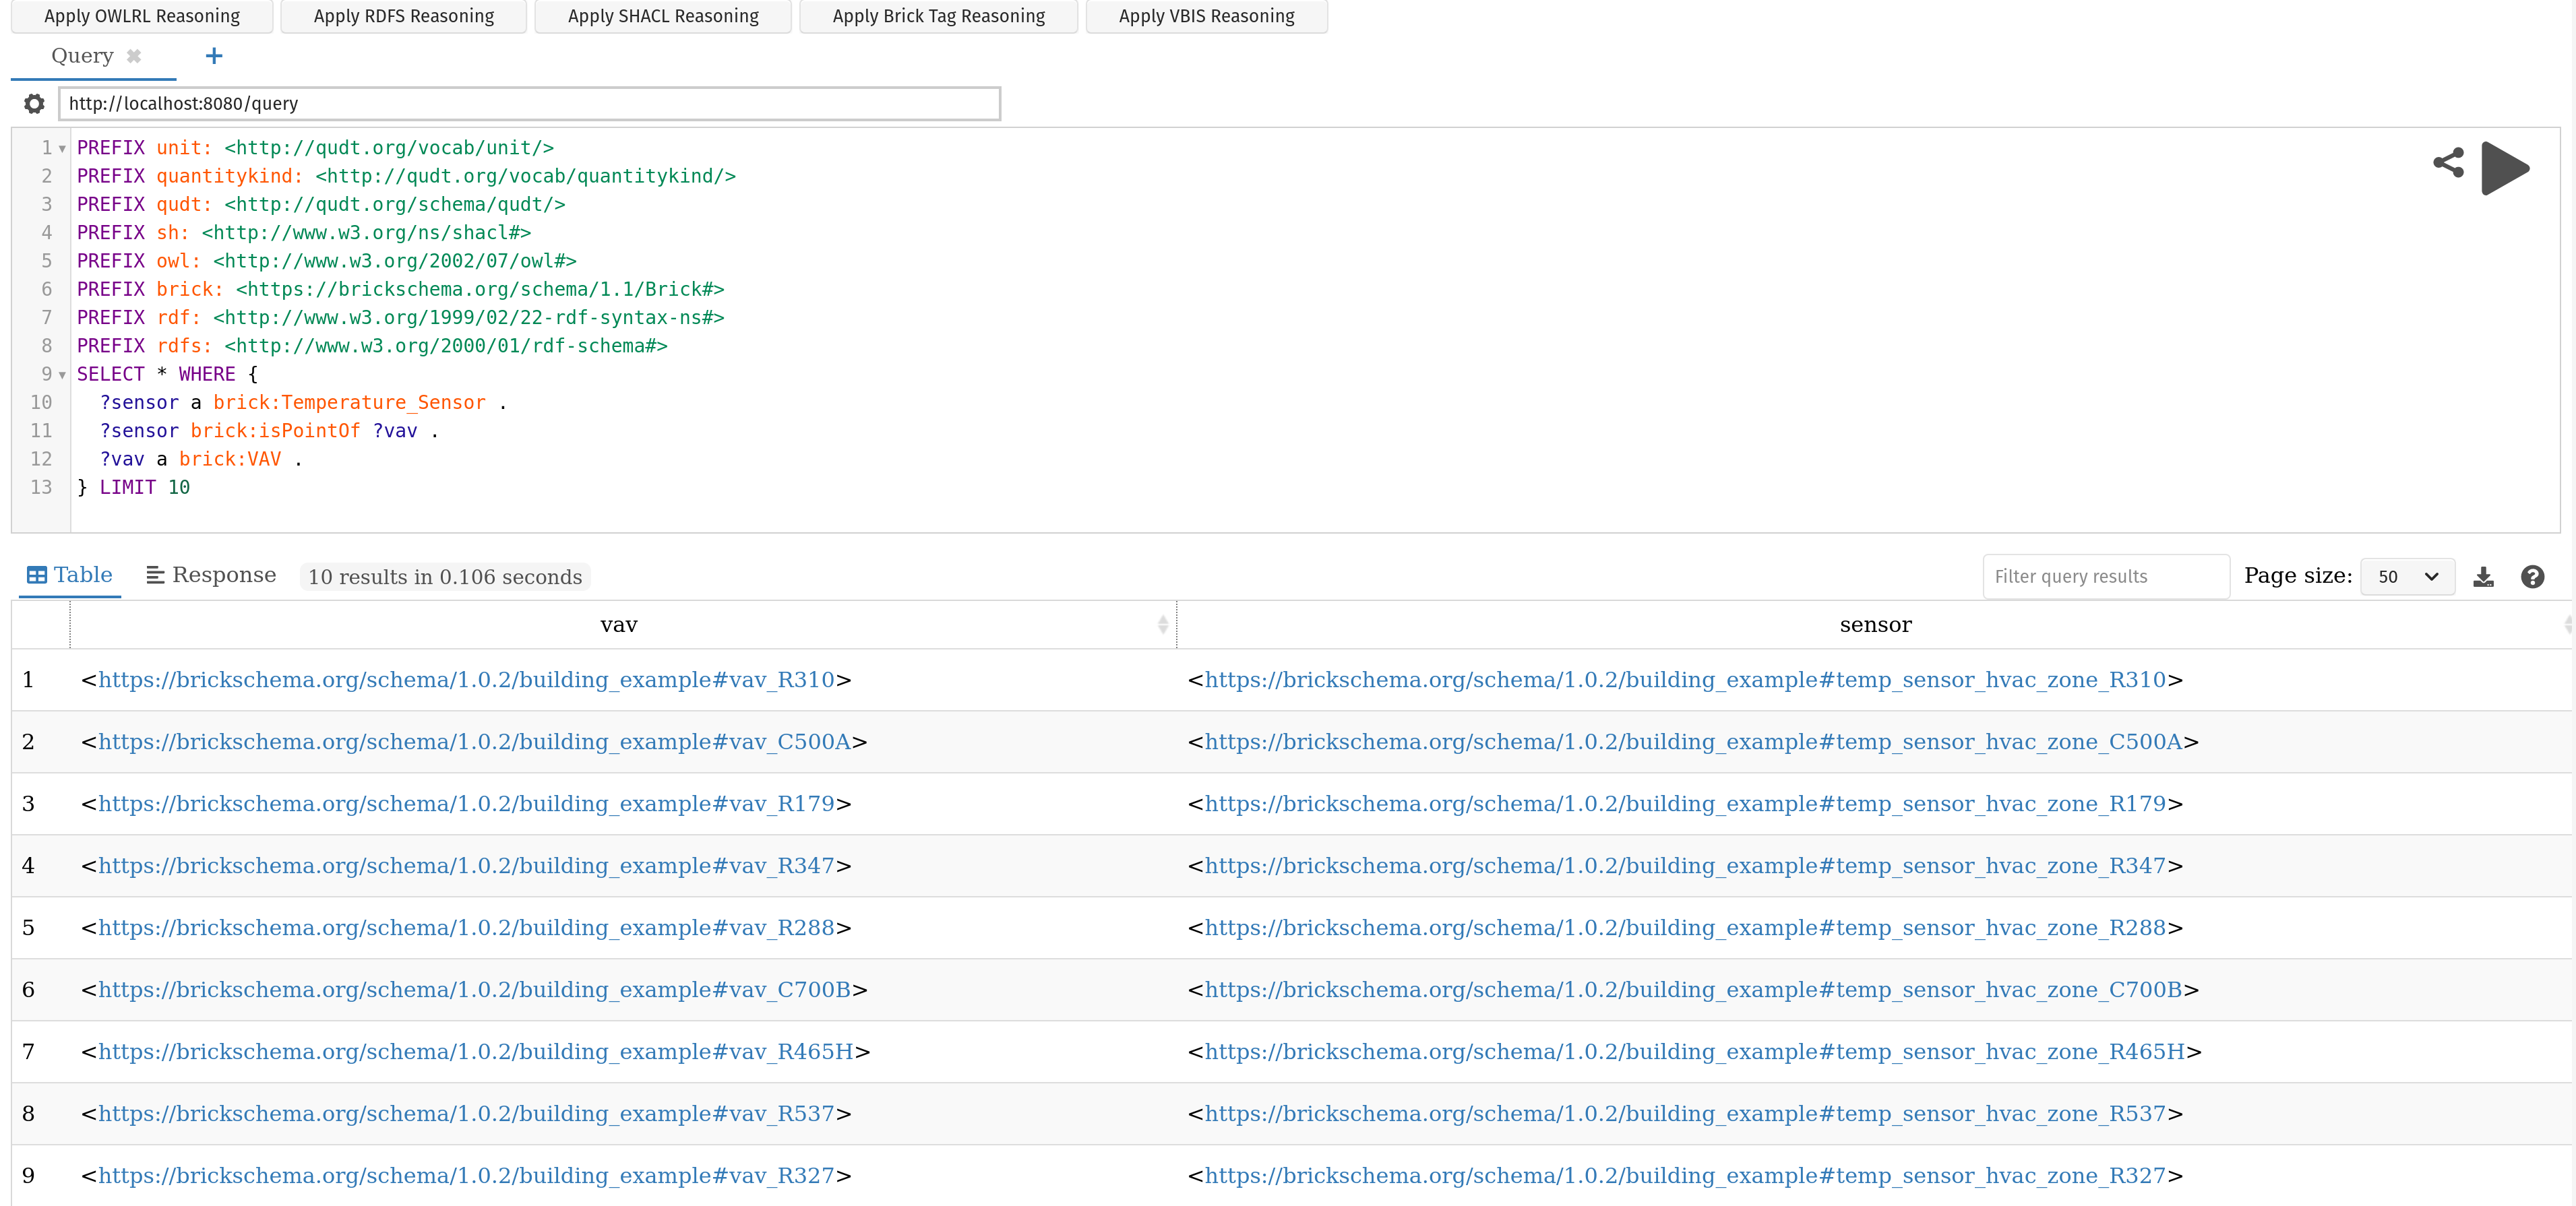 Apply OWLRL Reasoning Apply RDFS Reasoning Apply SHACL Reasoning Apply Brick Tag Reasoning Apply VBIS Reasoning
Query ✖ +
http://localhost:8080/query
1 PREFIX unit: <http://qudt.org/vocab/unit/>
2 PREFIX quantitykind: <http://qudt.org/vocab/quantitykind/>
3 PREFIX qudt: <http://qudt.org/schema/qudt/>
4 PREFIX sh: <http://www.w3.org/ns/shacl#>
5 PREFIX owl: <http://www.w3.org/2002/07/owl#>
6 PREFIX brick: <https://brickschema.org/schema/1.1/Brick#>
7 PREFIX rdf: <http://www.w3.org/1999/02/22-rdf-syntax-ns#>
8 PREFIX rdfs: <http://www.w3.org/2000/01/rdf-schema#>
9 SELECT * WHERE {
10 ?sensor a brick:Temperature_Sensor .
11 ?sensor brick:isPointOf ?vav .
12 ?vav a brick:VAV .
13 } LIMIT 10
Table Response 10 results in 0.106 seconds Filter query results Page size: 50
vav sensor
1 <https://brickschema.org/schema/1.0.2/building_example#vav_R310> <https://brickschema.org/schema/1.0.2/building_example#temp_sensor_hvac_zone_R310>
2 <https://brickschema.org/schema/1.0.2/building_example#vav_C500A> <https://brickschema.org/schema/1.0.2/building_example#temp_sensor_hvac_zone_C500A>
3 <https://brickschema.org/schema/1.0.2/building_example#vav_R179> <https://brickschema.org/schema/1.0.2/building_example#temp_sensor_hvac_zone_R179>
4 <https://brickschema.org/schema/1.0.2/building_example#vav_R347> <https://brickschema.org/schema/1.0.2/building_example#temp_sensor_hvac_zone_R347>
5 <https://brickschema.org/schema/1.0.2/building_example#vav_R288> <https://brickschema.org/schema/1.0.2/building_example#temp_sensor_hvac_zone_R288>
6 <https://brickschema.org/schema/1.0.2/building_example#vav_C700B> <https://brickschema.org/schema/1.0.2/building_example#temp_sensor_hvac_zone_C700B>
7 <https://brickschema.org/schema/1.0.2/building_example#vav_R465H> <https://brickschema.org/schema/1.0.2/building_example#temp_sensor_hvac_zone_R465H>
8 <https://brickschema.org/schema/1.0.2/building_example#vav_R537> <https://brickschema.org/schema/1.0.2/building_example#temp_sensor_hvac_zone_R537>
9 <https://brickschema.org/schema/1.0.2/building_example#vav_R327> <https://brickschema.org/schema/1.0.2/building_example#temp_sensor_hvac_zone_R327>